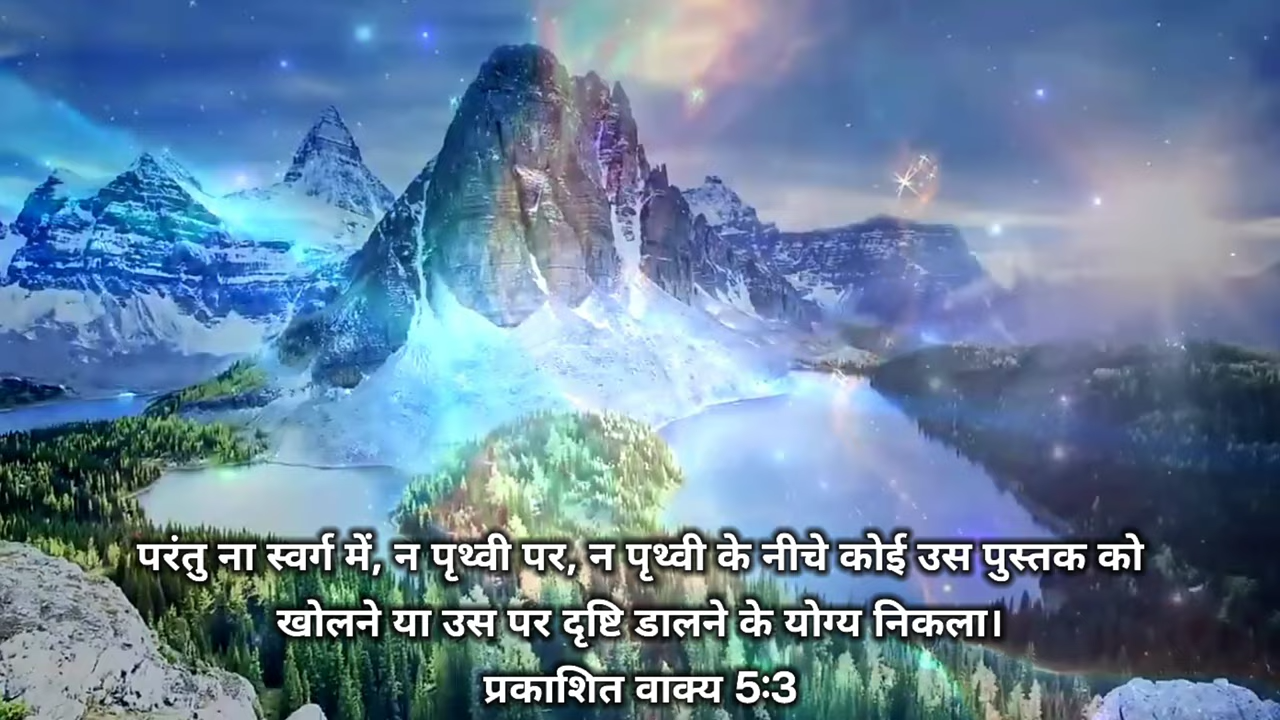 परंतु ना स्वर्ग में, न पृथ्वी पर, न पृथ्वी के नीचे कोई उस पुस्तक को
खोलने या उस पर दृष्टि डालने के योग्य निकला।
प्रकाशित वाक्य 5:3